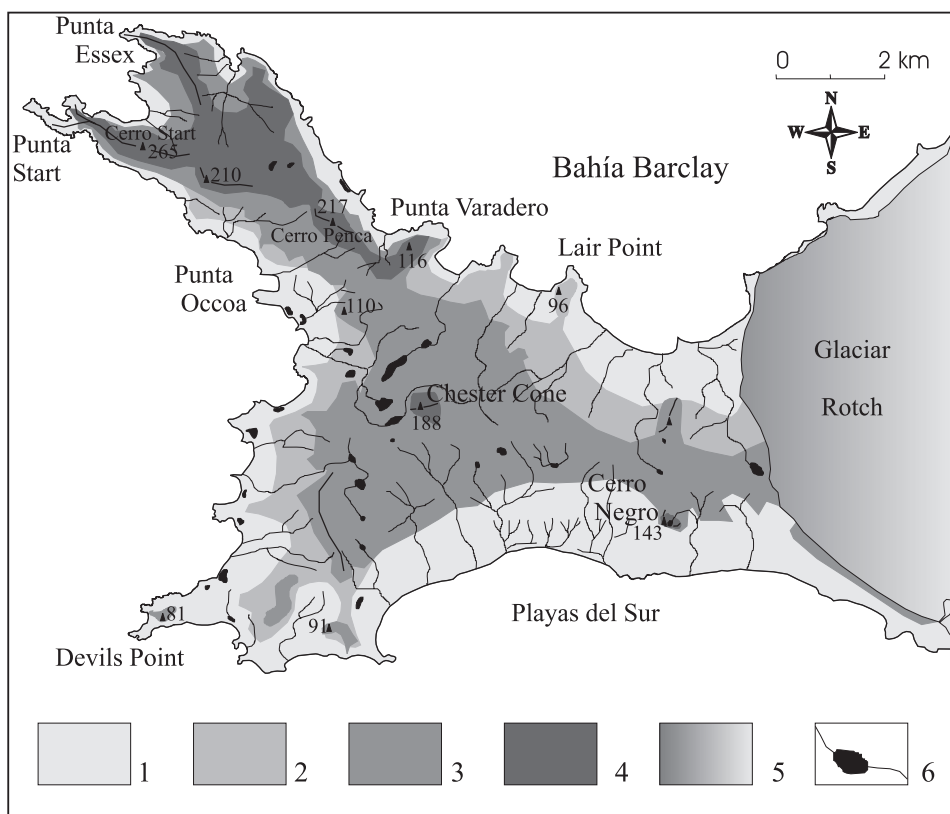 Punta
Essex
0 2 km
N
W E
S
Punta
Start
Cerro Start
265
210
Bahía Barclay
217
Cerro Penca
Punta Varadero
116
Lair Point
96
Punta
Occoa
110
Glaciar
Rotch
Chester Cone
188
Cerro
Negro
143
81
91
Devils Point
Playas del Sur
1 2 3 4 5 6